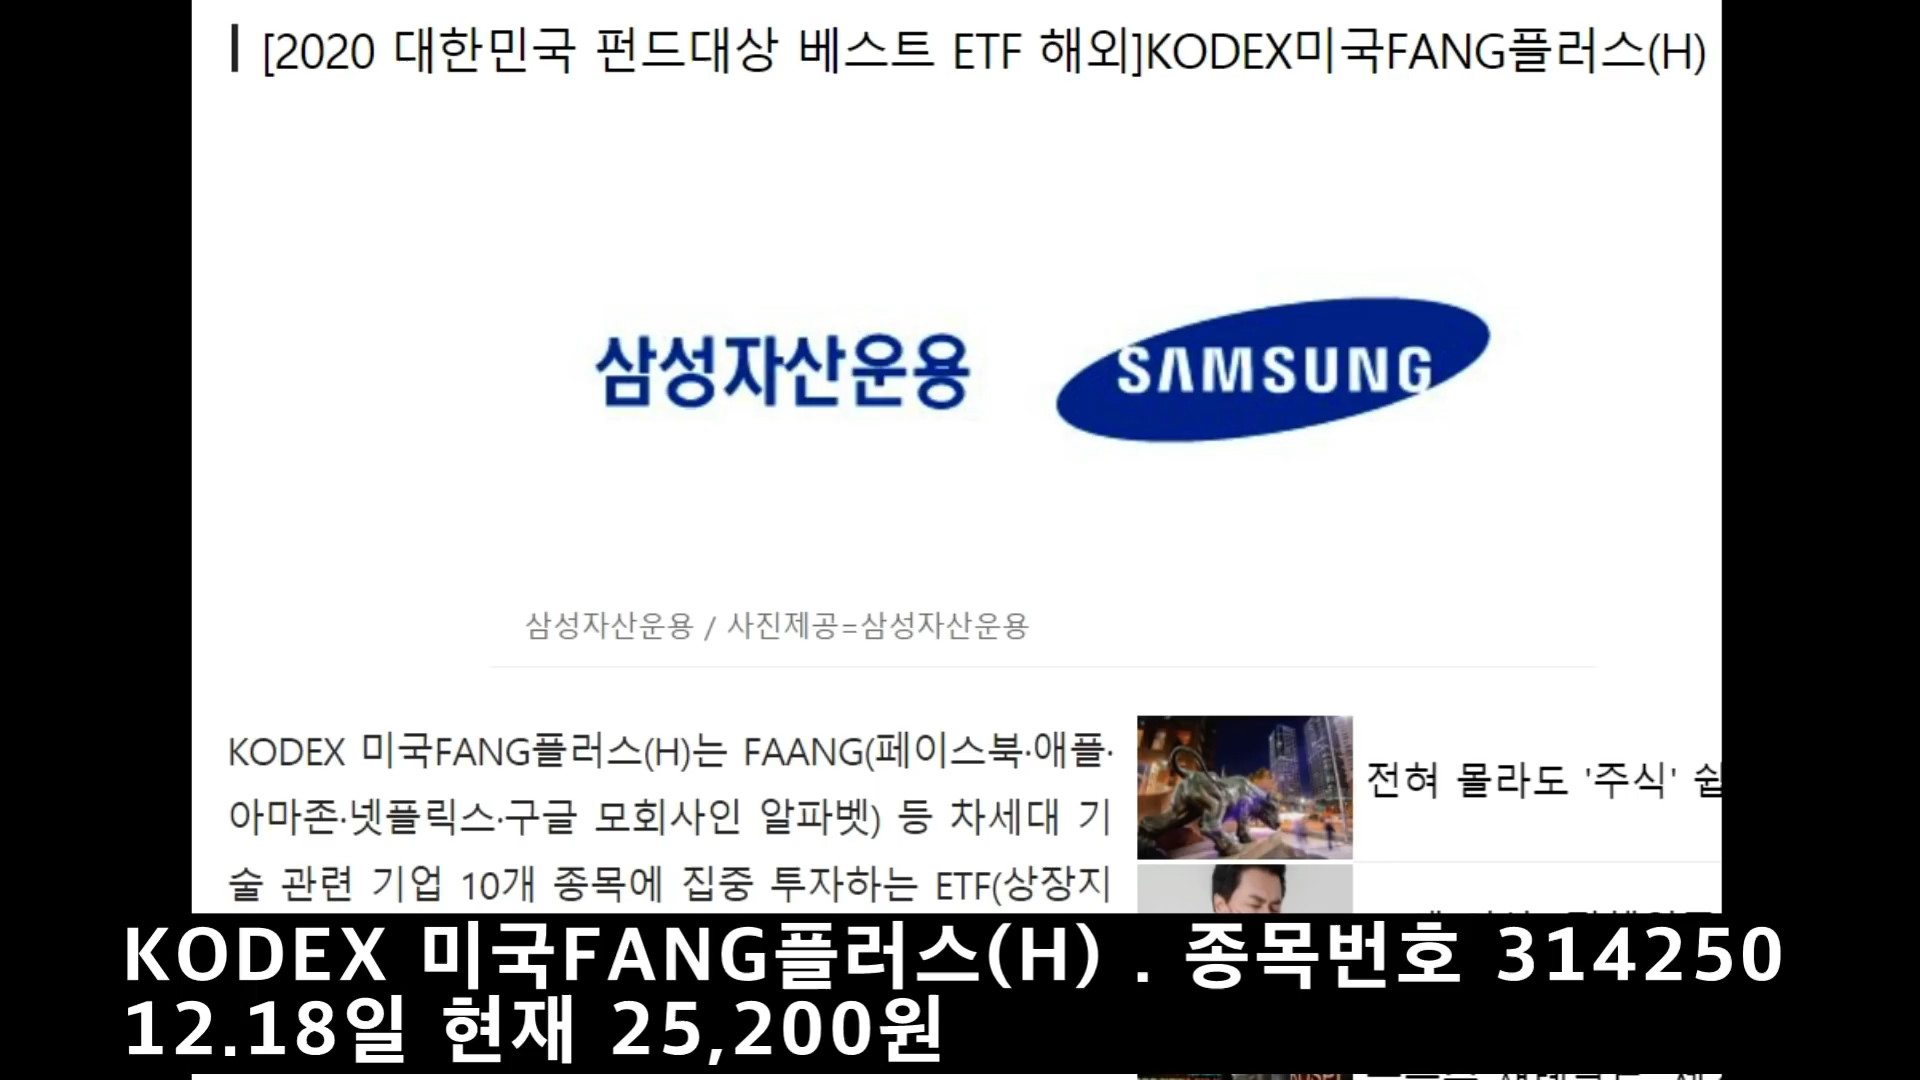 [2020 대한민국 펀드대상 베스트 ETF 해외]KODEX미국FANG플러스(H)
삼성자산운용 SAMSUNG
삼성자산운용 / 사진제공=삼성자산운용
KODEX 미국FANG플러스(H)는 FAANG(페이스북·애플·
아마존·넷플릭스·구글 모회사인 알파벳) 등 차세대 기
술 관련 기업 10개 종목에 집중 투자하는 ETF(상장지
전혀 몰라도 '주식' 쉽
KODEX 미국FANG플러스(H) . 종목번호 314250
12.18일 현재 25,200원